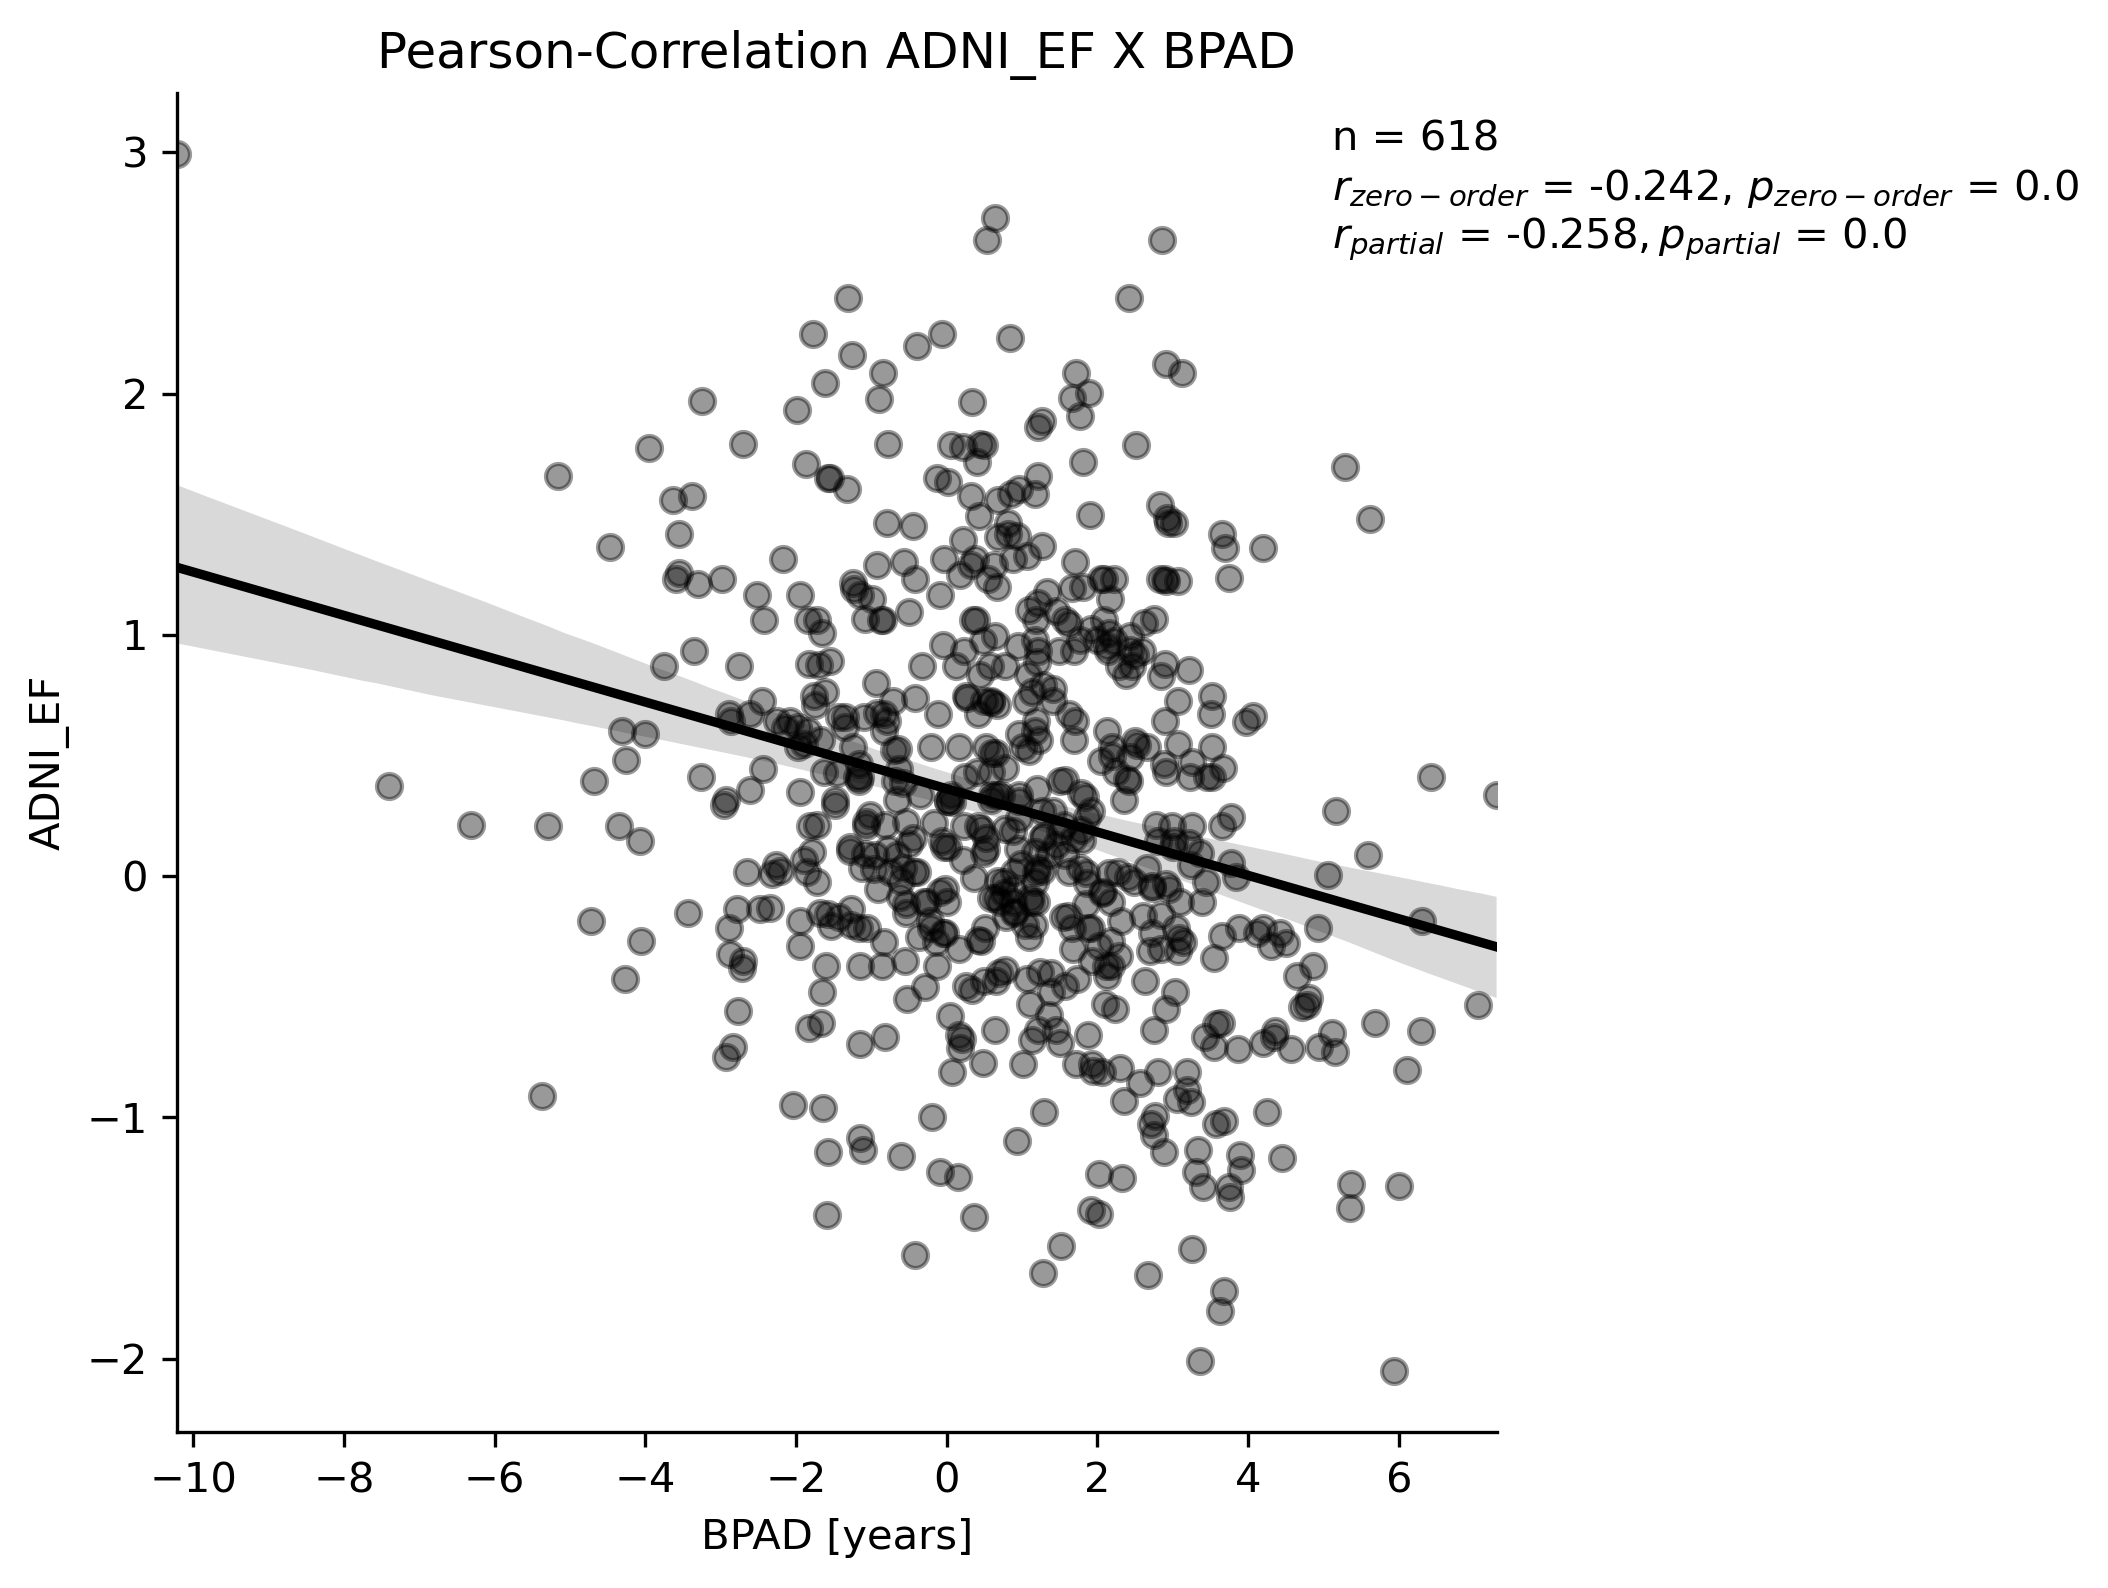 Pearson-Correlation ADNI_EF X BPAD
n = 618
r_zero−order = -0.242, p_zero−order = 0.0
r_partial = -0.258, p_partial = 0.0
ADNI_EF
3
2
1
0
−1
−2
−10 −8 −6 −4 −2 0 2 4 6
BPAD [years]